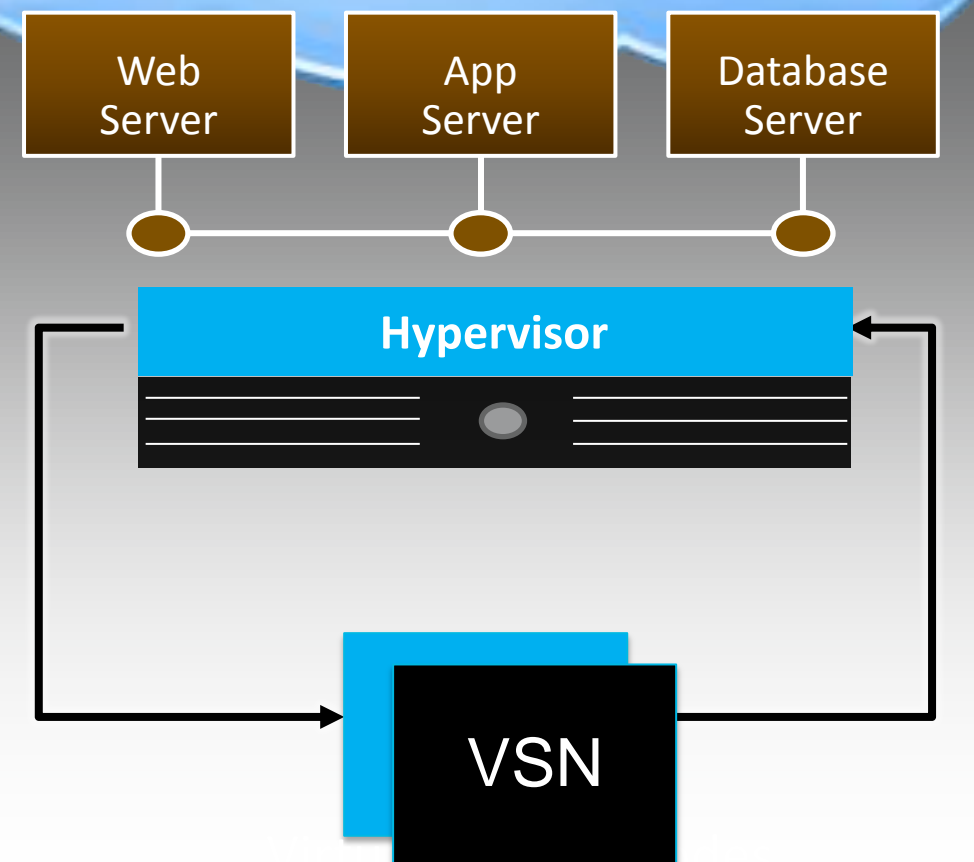 Web
Server
App
Server
Database
Server
Hypervisor
VSN